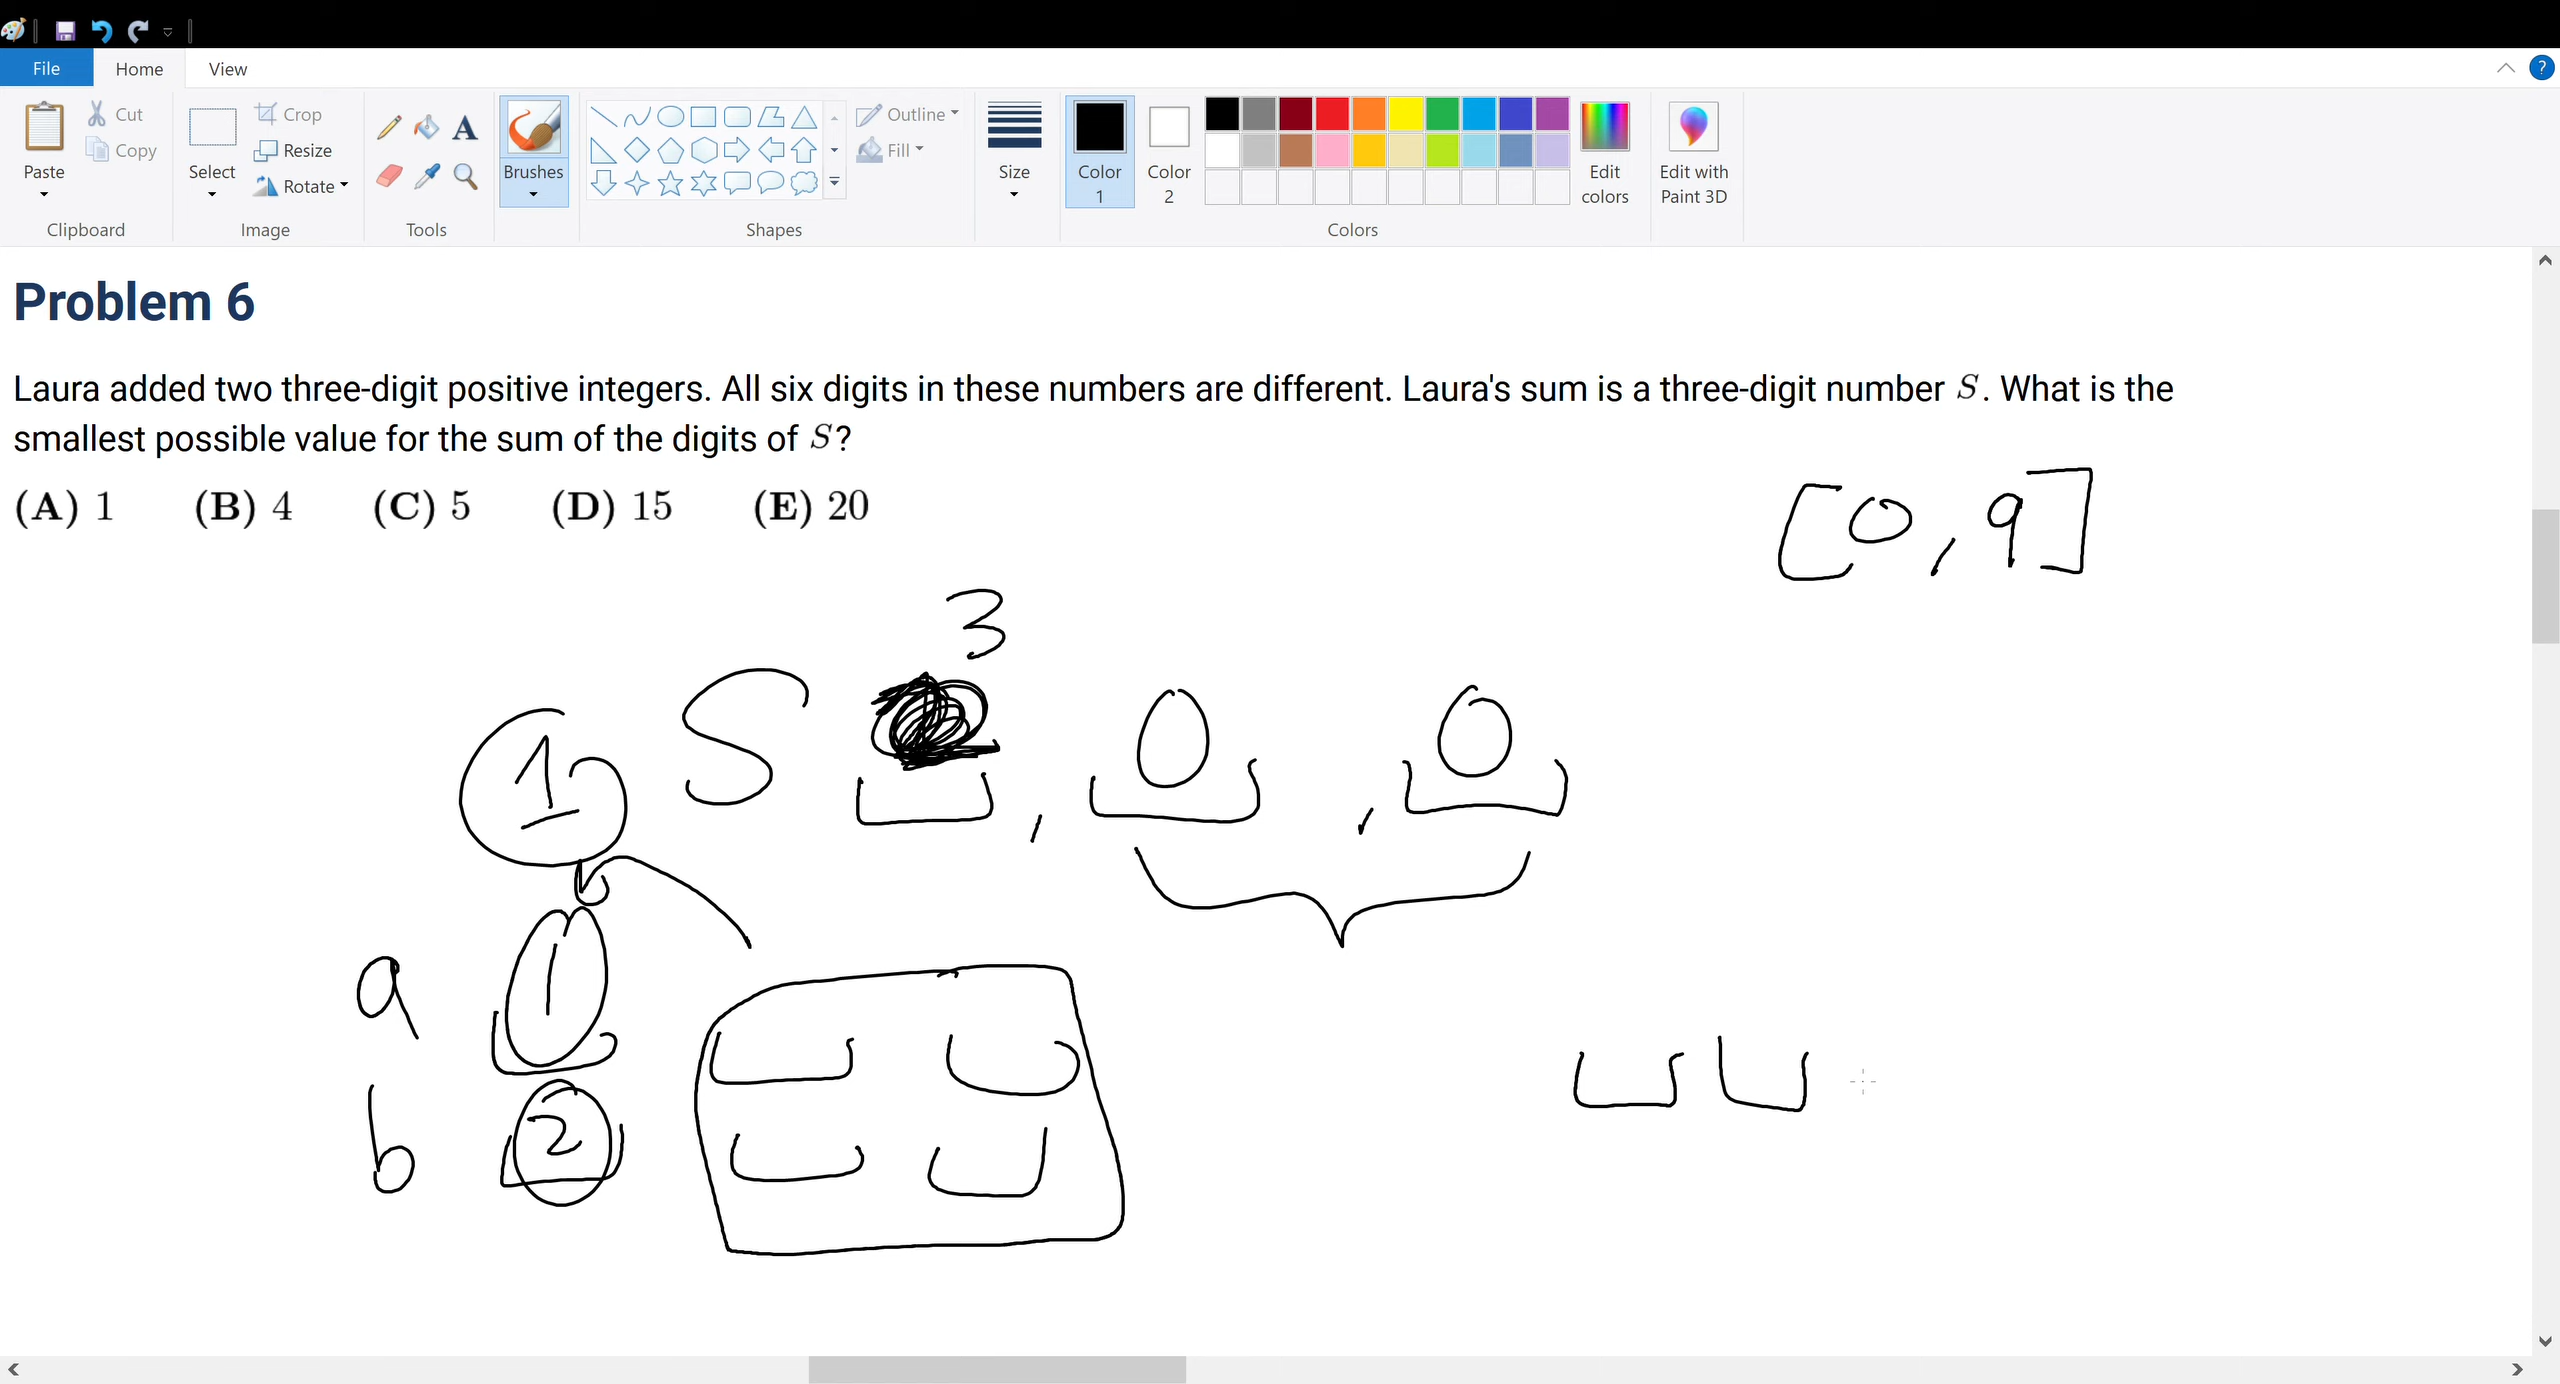 File Home View
?
Paste
Cut
Copy
Clipboard
Select
Crop
Resize
Rotate
Image
A
Tools
Brushes
Outline
Fill
Shapes
Size
Color 1
Color 2
Edit colors
Edit with Paint 3D
Colors
Problem 6
Laura added two three-digit positive integers. All six digits in these numbers are different. Laura's sum is a three-digit number S. What is the
smallest possible value for the sum of the digits of S?
(A) 1 (B) 4 (C) 5 (D) 15 (E) 20
[0, 9]
3
1 S , 0 , 0
a 1
b 2